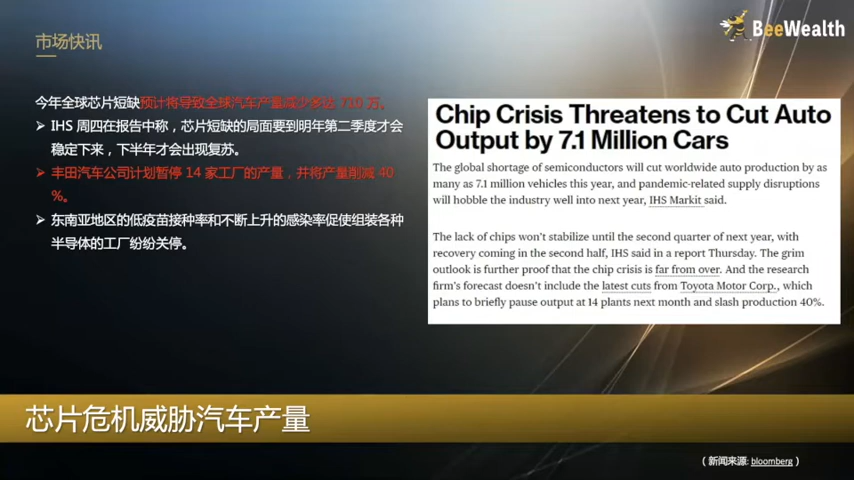 市场快讯
BeeWealth
今年全球芯片短缺预计将导致全球汽车产量减少多达 710 万。
➢ IHS 周四在报告中称，芯片短缺的局面要到明年第二季度才会
稳定下来，下半年才会出现复苏。
➢ 丰田汽车公司计划暂停 14 家工厂的产量，并将产量削减 40
%。
➢ 东南亚地区的低疫苗接种率和不断上升的感染率促使组装各种
半导体的工厂纷纷关停。
Chip Crisis Threatens to Cut Auto
Output by 7.1 Million Cars
The global shortage of semiconductors will cut worldwide auto production by as
many as 7.1 million vehicles this year, and pandemic-related supply disruptions
will hobble the industry well into next year, IHS Markit said.
The lack of chips won't stabilize until the second quarter of next year, with
recovery coming in the second half, IHS said in a report Thursday. The grim
outlook is further proof that the chip crisis is far from over. And the research
firm's forecast doesn't include the latest cuts from Toyota Motor Corp., which
plans to briefly pause output at 14 plants next month and slash production 40%.
芯片危机威胁汽车产量
（新闻来源: bloomberg ）